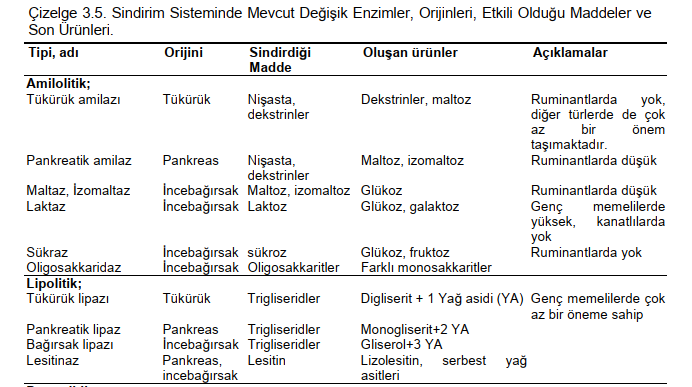 Çizelge 3.5. Sindirim Sisteminde Mevcut Değişik Enzimler, Orijinleri, Etkili Olduğu Maddeler ve
Son Ürünleri.
Tipi, adı Orijini Sindirdiği Madde Oluşan ürünler Açıklamalar
Amilolitik;
Tükürük amilazı Tükürük Nişasta, dekstrinler Dekstrinler, maltoz Ruminantlarda yok, diğer türlerde de çok az bir önem taşımaktadır.
Pankreatik amilaz Pankreas Nişasta, dekstrinler Maltoz, izomaltoz Ruminantlarda düşük
Maltaz, İzomaltaz İncebağırsak Maltoz, izomaltoz Glükoz Ruminantlarda düşük
Laktaz İncebağırsak Laktoz Glükoz, galaktoz Genç memelilerde yüksek, kanatlılarda yok
Sükraz İncebağırsak sükroz Glükoz, fruktoz Ruminantlarda yok
Oligosakkaridaz İncebağırsak Oligosakkaritler Farklı monosakkaritler
Lipolitik;
Tükürük lipazı Tükürük Trigliseridler Digliserit + 1 Yağ asidi (YA) Genç memelilerde çok az bir öneme sahip
Pankreatik lipaz Pankreas Trigliseridler Monogliserit+2 YA
Bağırsak lipazı İncebağırsak Trigliseridler Gliserol+3 YA
Lesitinaz Pankreas, incebağırsak Lesitin Lizolesitin, serbest yağ asitleri